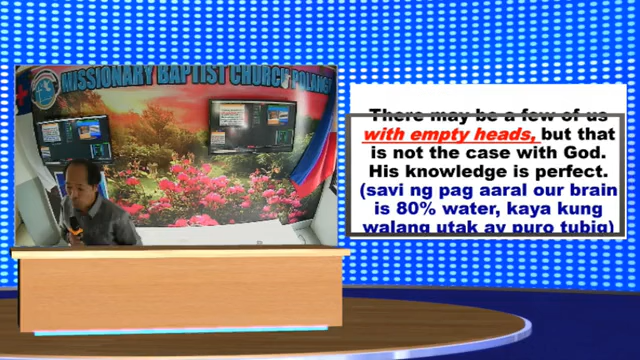 MISSIONARY BAPTIST CHURCH POLANGUI
There may be a few of us
with empty heads, but that
is not the case with God.
His knowledge is perfect.
(savi ng pag aaral our brain
is 80% water, kaya kung
walang utak ay puro tubig)